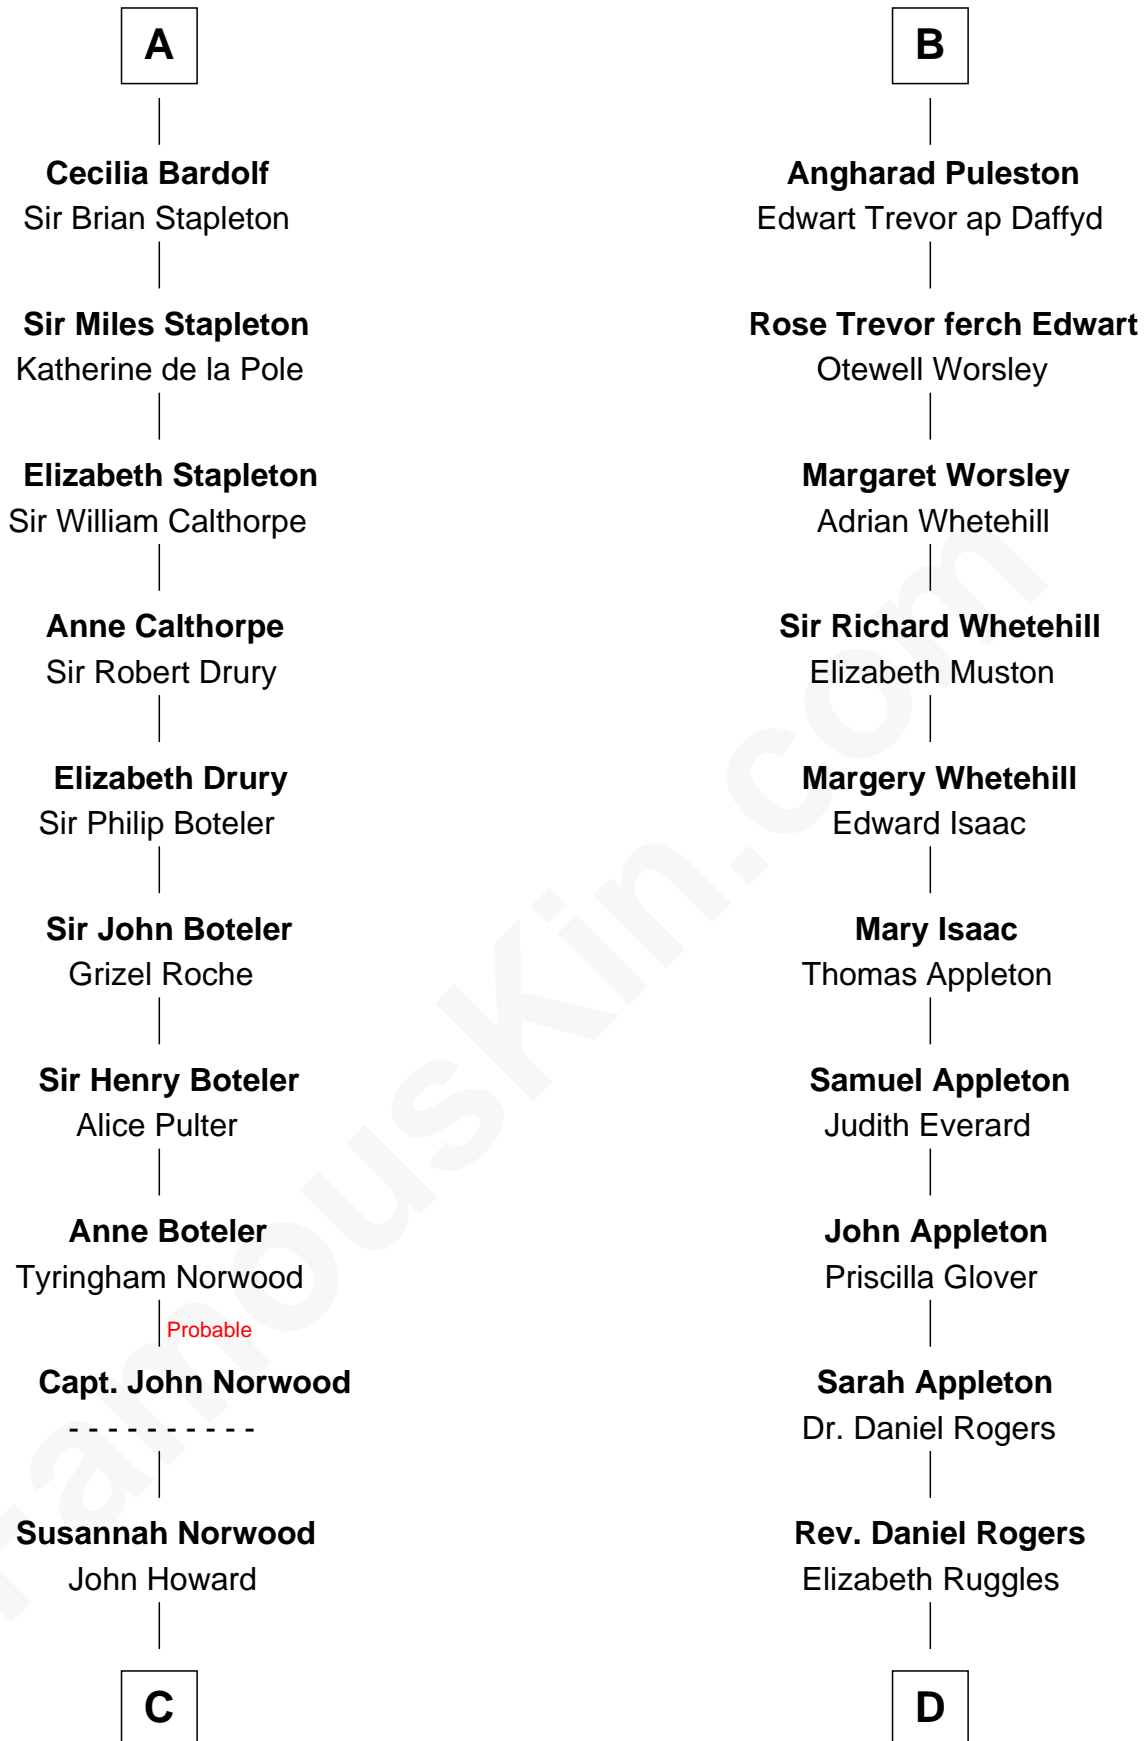 A
Cecilia Bardolf
Sir Brian Stapleton
Sir Miles Stapleton
Katherine de la Pole
Elizabeth Stapleton
Sir William Calthorpe
Anne Calthorpe
Sir Robert Drury
Elizabeth Drury
Sir Philip Boteler
Sir John Boteler
Grizel Roche
Sir Henry Boteler
Alice Pulter
Anne Boteler
Tyringham Norwood
Probable
Capt. John Norwood
- - - - - - - - - -
Susannah Norwood
John Howard
C
B
Angharad Puleston
Edwart Trevor ap Daffyd
Rose Trevor ferch Edwart
Otewell Worsley
Margaret Worsley
Adrian Whetehill
Sir Richard Whetehill
Elizabeth Muston
Margery Whetehill
Edward Isaac
Mary Isaac
Thomas Appleton
Samuel Appleton
Judith Everard
John Appleton
Priscilla Glover
Sarah Appleton
Dr. Daniel Rogers
Rev. Daniel Rogers
Elizabeth Ruggles
D
FamousKin.com